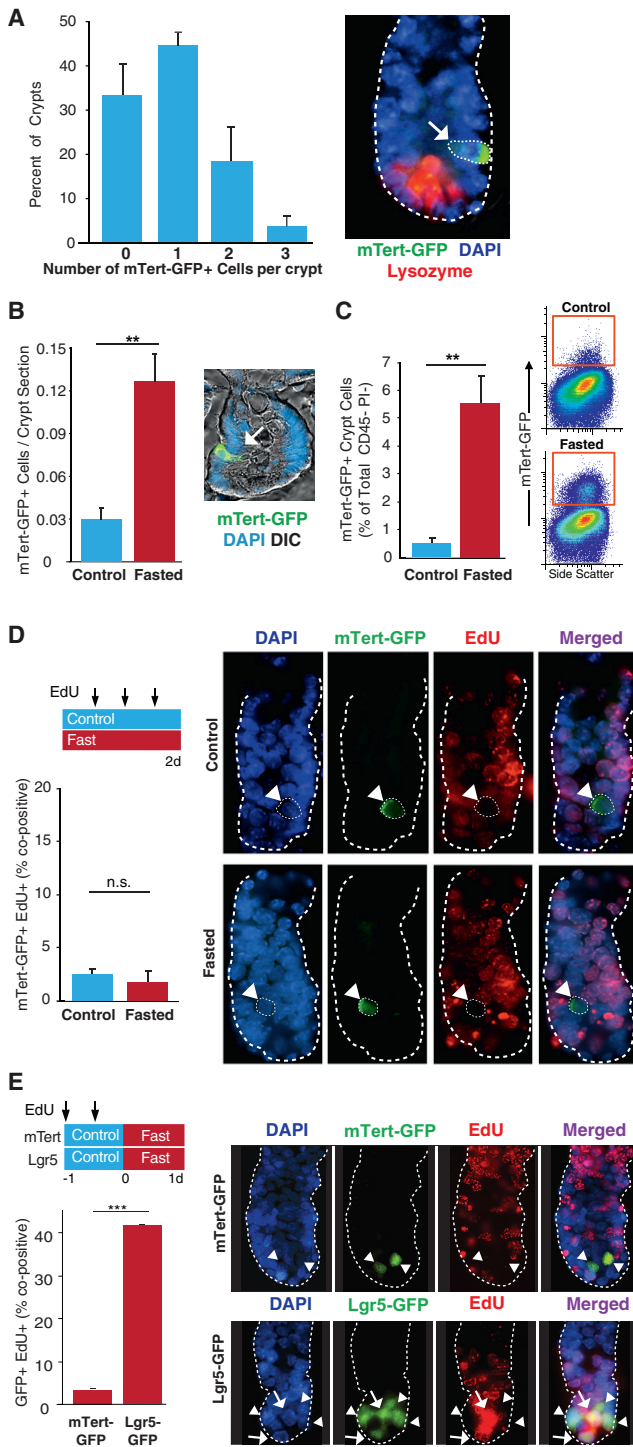 A
Percent of Crypts
50
40
30
20
10
0
0 1 2 3
Number of mTert-GFP+ Cells per crypt
mTert-GFP DAPI
Lysozyme
B
mTert-GFP+ Cells / Crypt Section
0.15
0.12
0.09
0.06
0.03
0
**
Control Fasted
mTert-GFP
DAPI DIC
C
mTert-GFP+ Crypt Cells
(% of Total CD45- PI-)
7
6
5
4
3
2
1
0
**
Control Fasted
mTert-GFP
Control
Fasted
Side Scatter
D
EdU
Control
Fast
2d
mTert-GFP+ EdU+ (% co-positive)
20
15
10
5
0
n.s.
Control Fasted
DAPI mTert-GFP EdU Merged
Control
Fasted
E
EdU
mTert Control Fast
Lgr5 Control Fast
-1 0 1d
GFP+ EdU+ (% co-positive)
40
30
20
10
0
***
mTert-GFP Lgr5-GFP
DAPI mTert-GFP EdU Merged
mTert-GFP
DAPI Lgr5-GFP EdU Merged
Lgr5-GFP